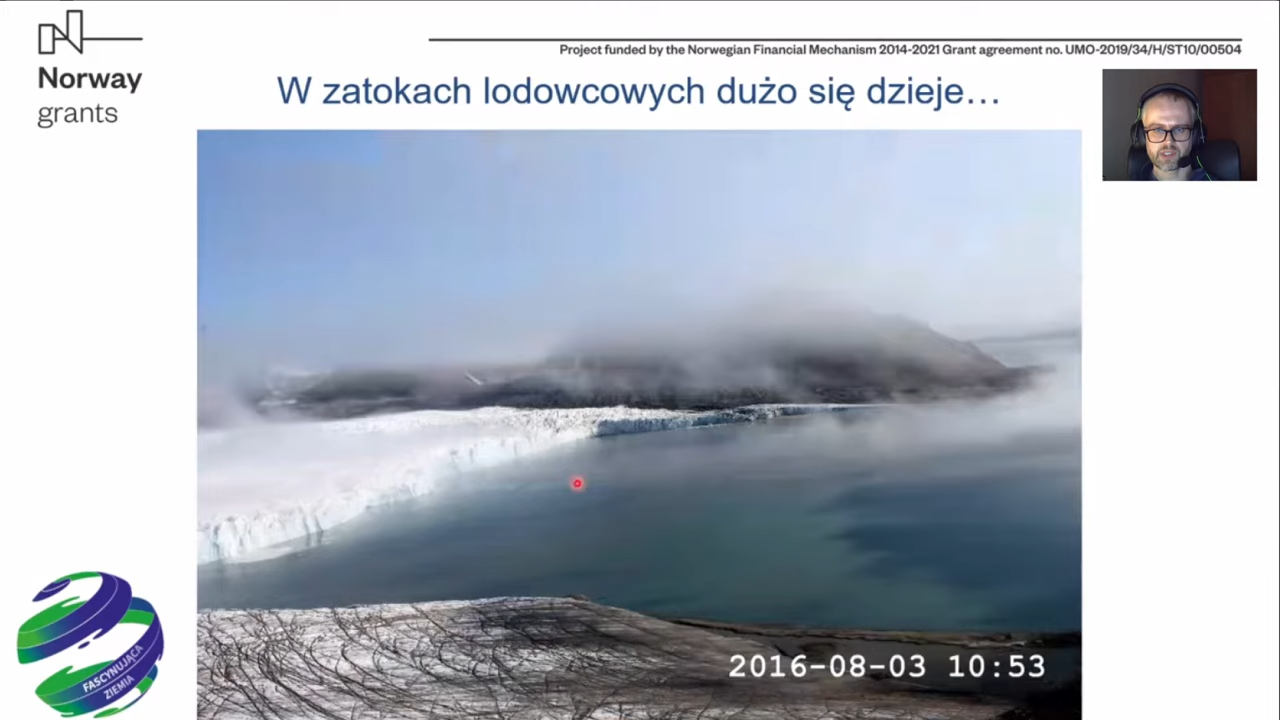 Norway
grants
Project funded by the Norwegian Financial Mechanism 2014-2021 Grant agreement no. UMO-2019/34/H/ST10/00504
W zatokach lodowcowych dużo się dzieje…
FASCYNUJĄCA
ZIEMIA
2016-08-03 10:53